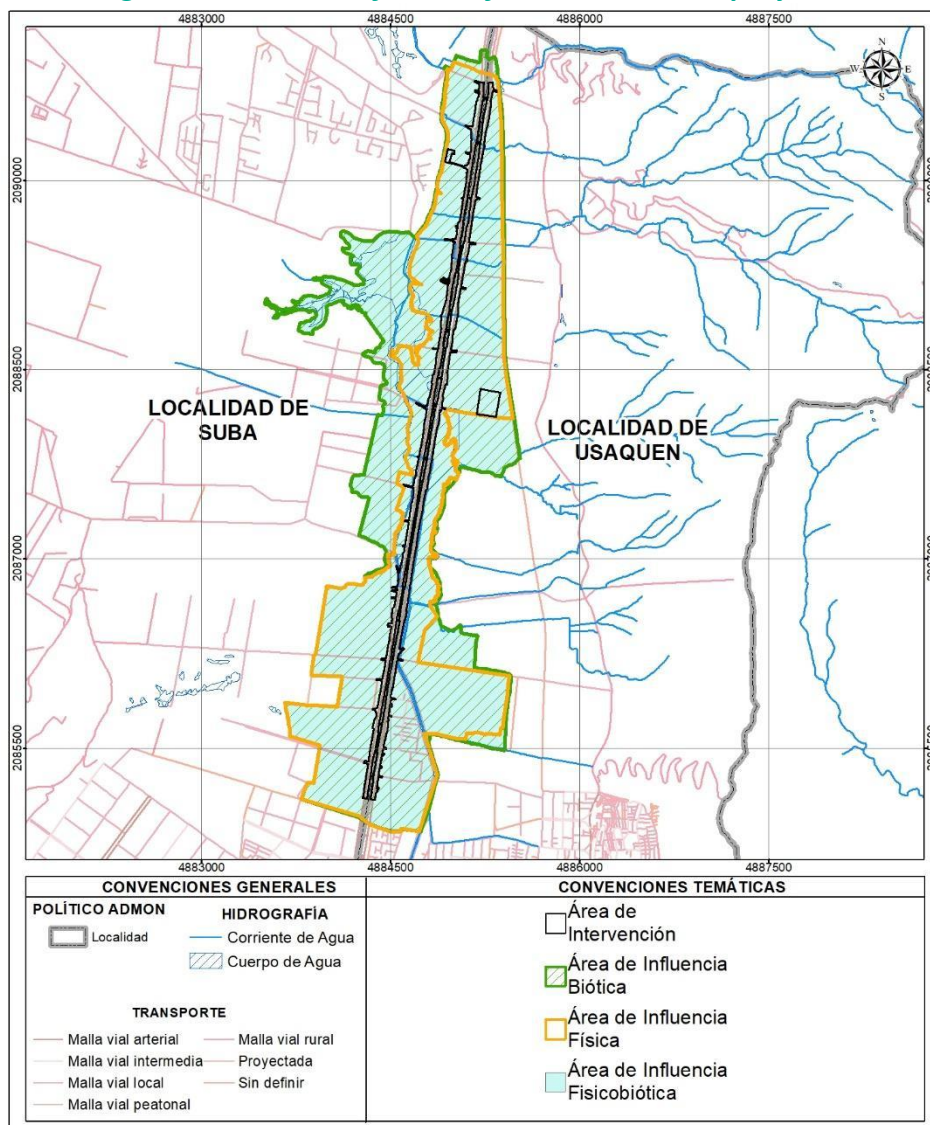 4883000 4884500 4886000 4887500
N
W E
S
2090000
2088500
LOCALIDAD DE
SUBA
LOCALIDAD DE
USAQUEN
2087000
2085500
4883000 4884500 4886000 4887500
CONVENCIONES GENERALES
POLÍTICO ADMON
Localidad
HIDROGRAFÍA
Corriente de Agua
Cuerpo de Agua
TRANSPORTE
Malla vial arterial
Malla vial intermedia
Malla vial local
Malla vial peatonal
Malla vial rural
Proyectada
Sin definir
CONVENCIONES TEMÁTICAS
Área de
Intervención
Área de Influencia
Biótica
Área de Influencia
Física
Área de Influencia
Fisicobiótica